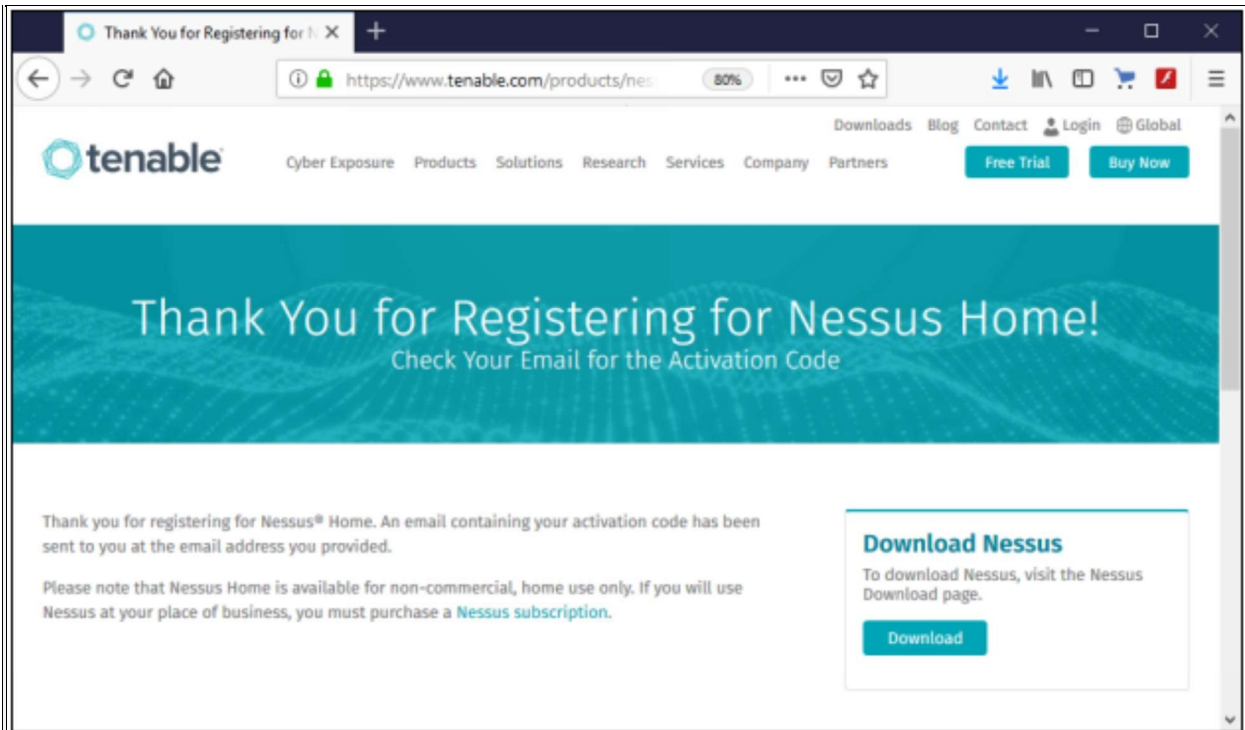 Thank You for Registering for N
https://www.tenable.com/products/nes
80%
Downloads Blog Contact Login Global
tenable
Cyber Exposure Products Solutions Research Services Company Partners
Free Trial Buy Now
Thank You for Registering for Nessus Home!
Check Your Email for the Activation Code
Thank you for registering for Nessus® Home. An email containing your activation code has been
sent to you at the email address you provided.
Please note that Nessus Home is available for non-commercial, home use only. If you will use
Nessus at your place of business, you must purchase a Nessus subscription.
Download Nessus
To download Nessus, visit the Nessus
Download page.
Download